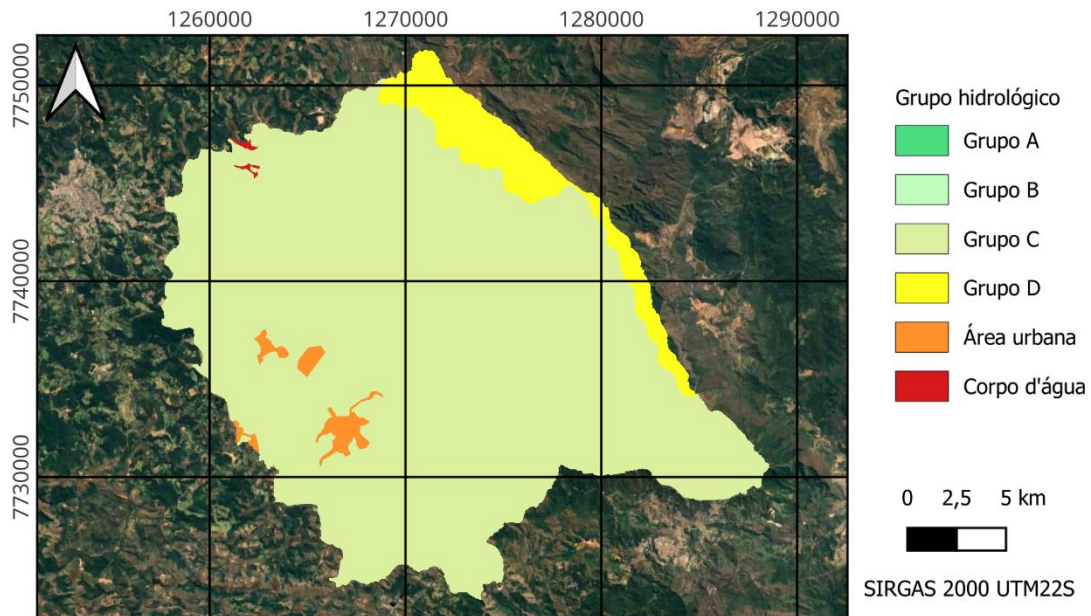 1260000 1270000 1280000 1290000
7750000
7740000
7730000
Grupo hidrológico
Grupo A
Grupo B
Grupo C
Grupo D
Área urbana
Corpo d'água
0 2,5 5 km
SIRGAS 2000 UTM22S